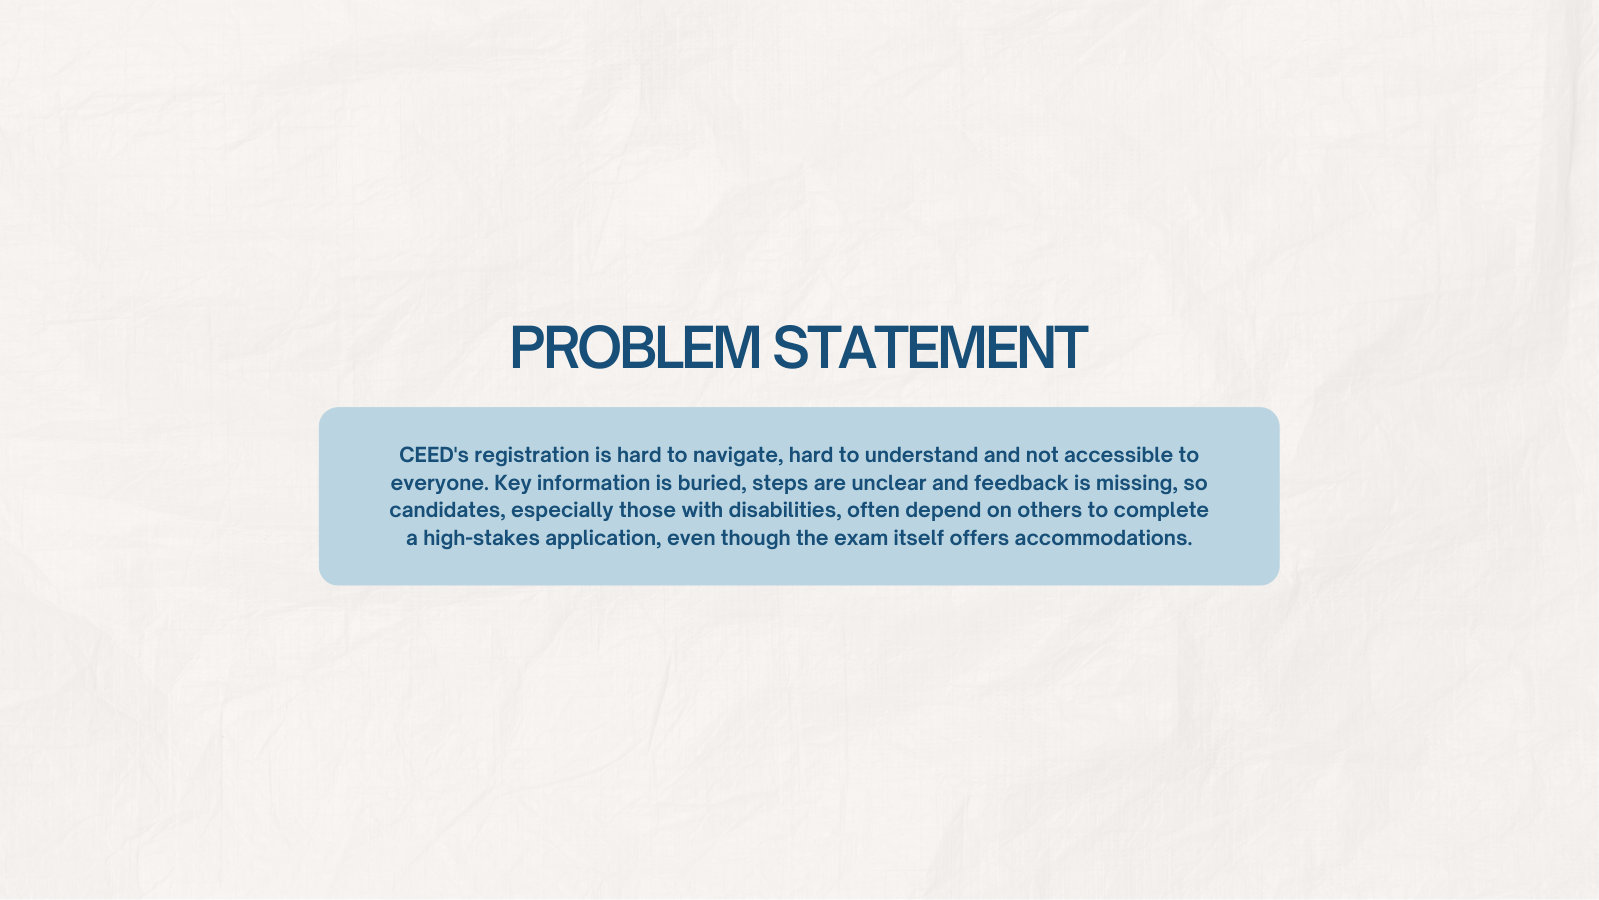 PROBLEM STATEMENT
CEED's registration is hard to navigate, hard to understand and not accessible to
everyone. Key information is buried, steps are unclear and feedback is missing, so
candidates, especially those with disabilities, often depend on others to complete
a high-stakes application, even though the exam itself offers accommodations.